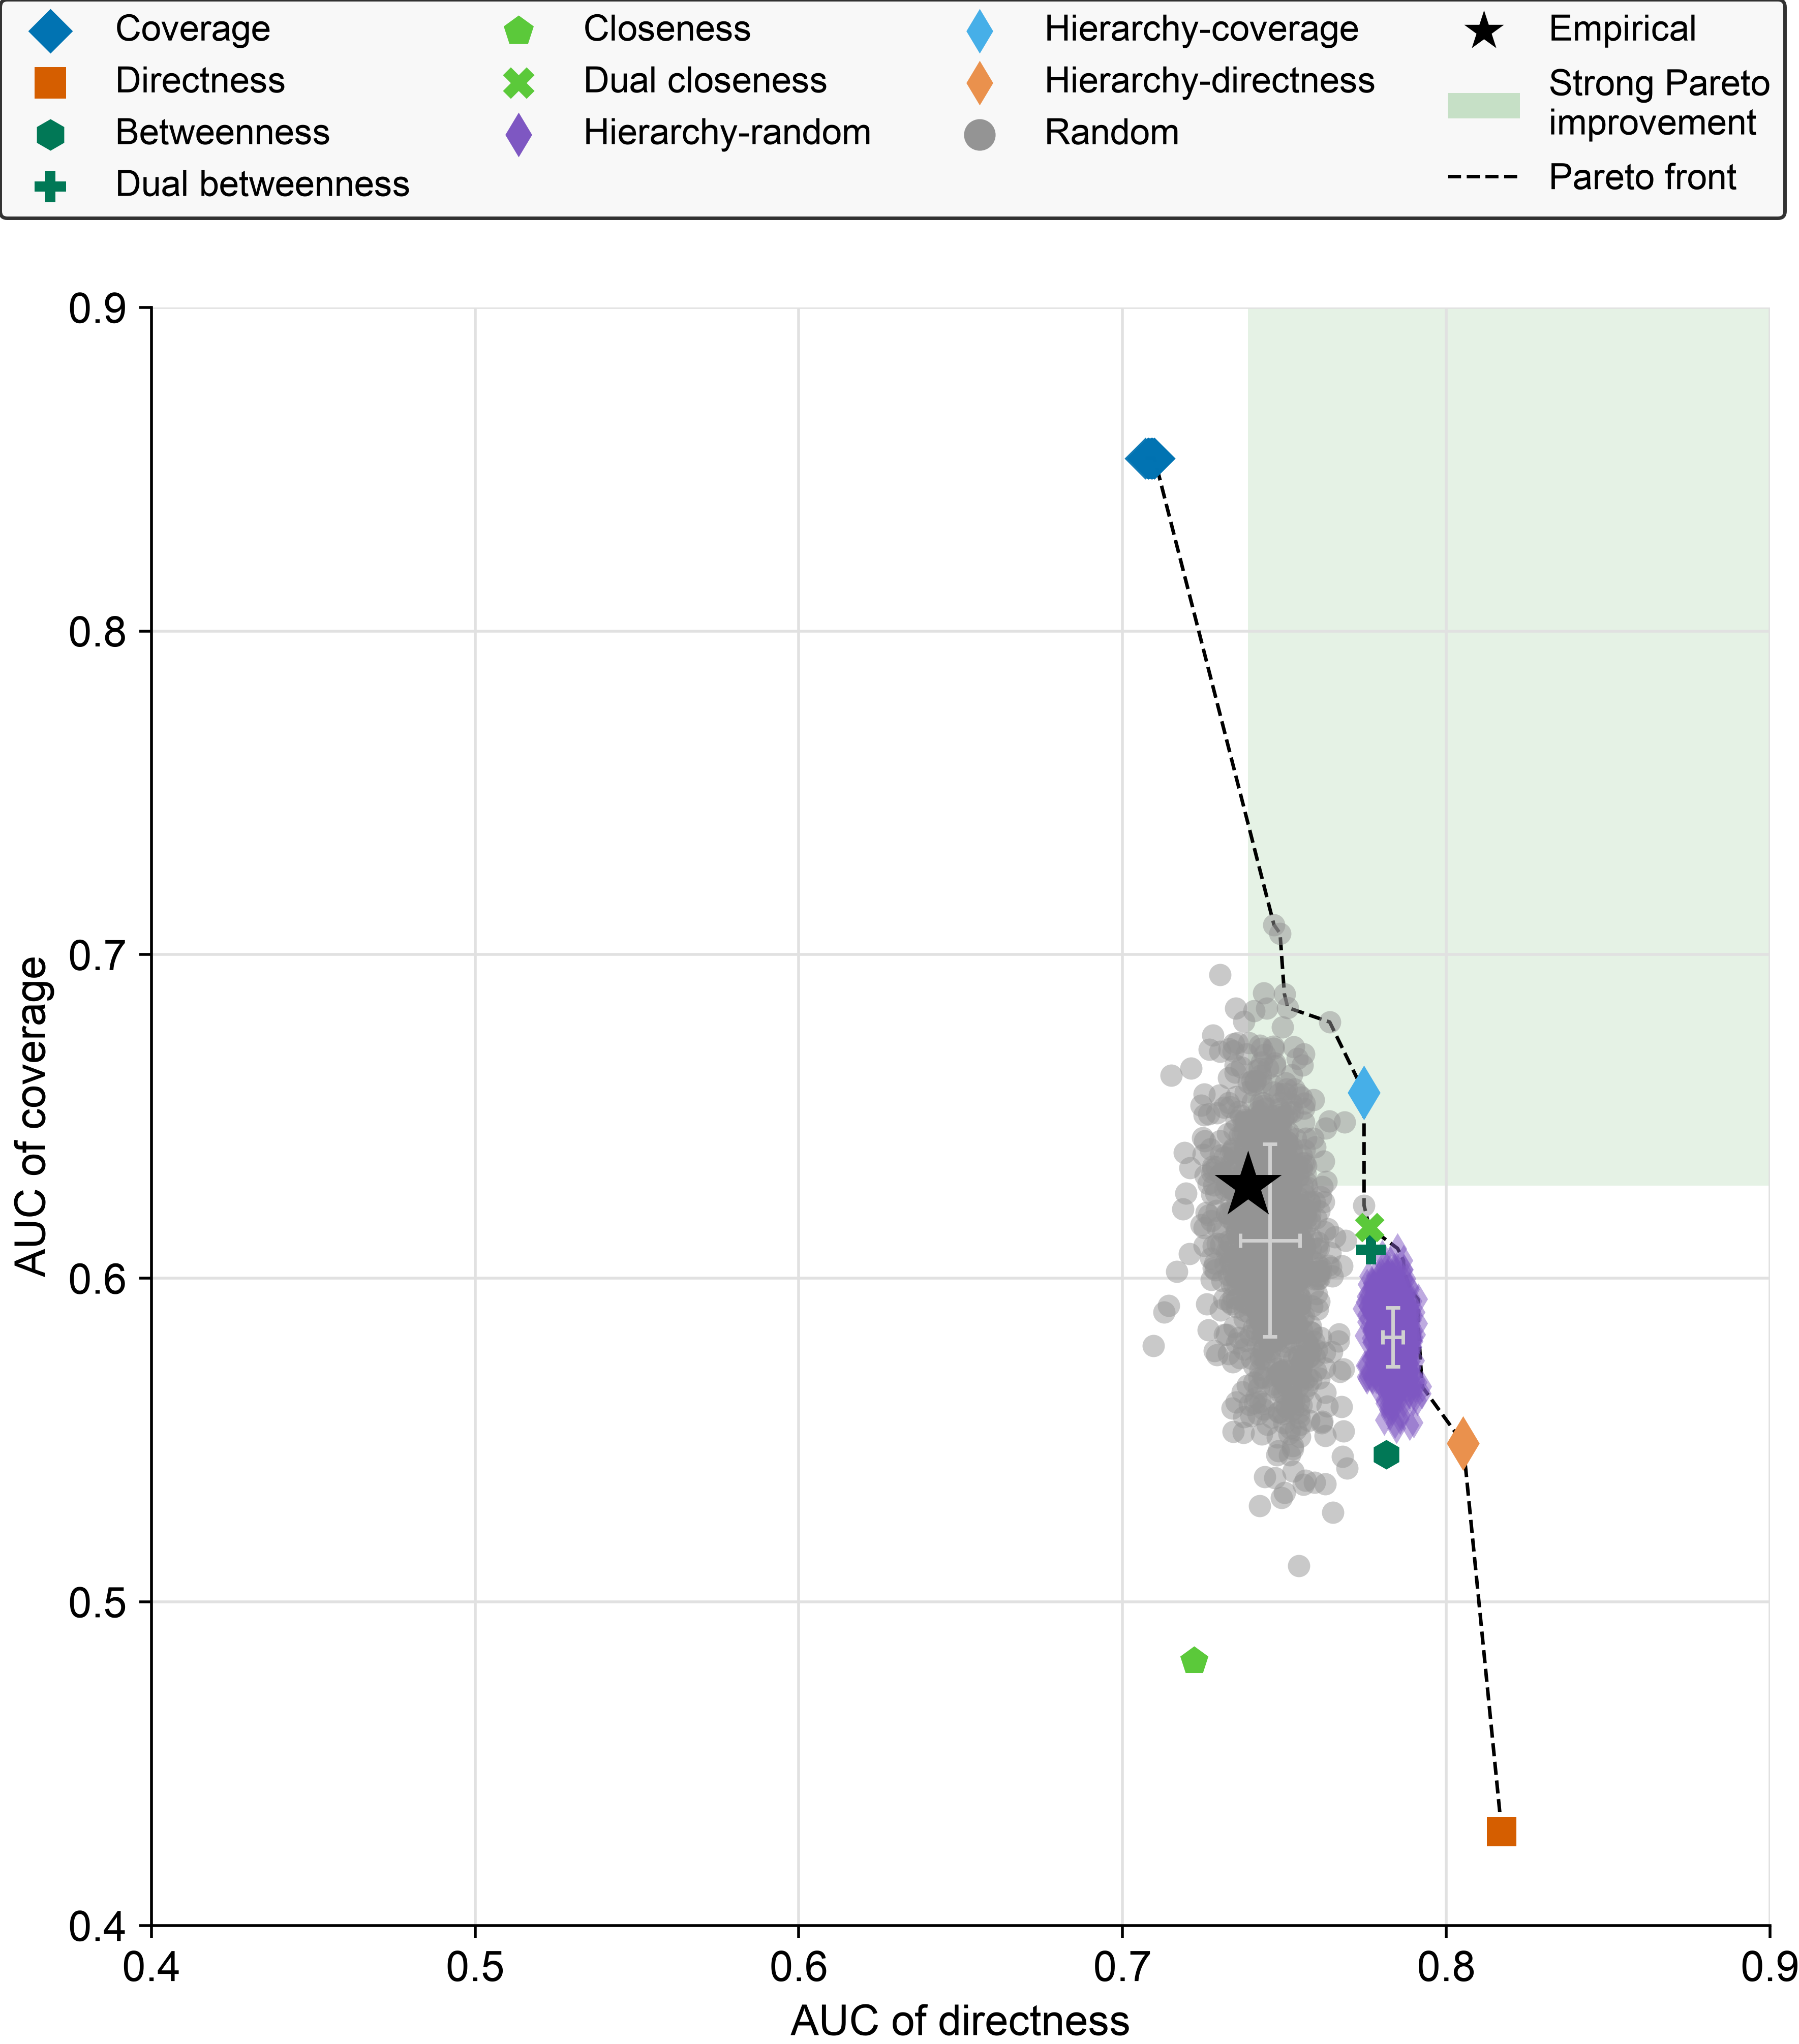 Coverage
Directness
Betweenness
Dual betweenness
Closeness
Dual closeness
Hierarchy-random
Hierarchy-coverage
Hierarchy-directness
Random
Empirical
Strong Pareto
improvement
Pareto front
AUC of coverage
0.9
0.8
0.7
0.6
0.5
0.4
0.4 0.5 0.6 0.7 0.8 0.9
AUC of directness